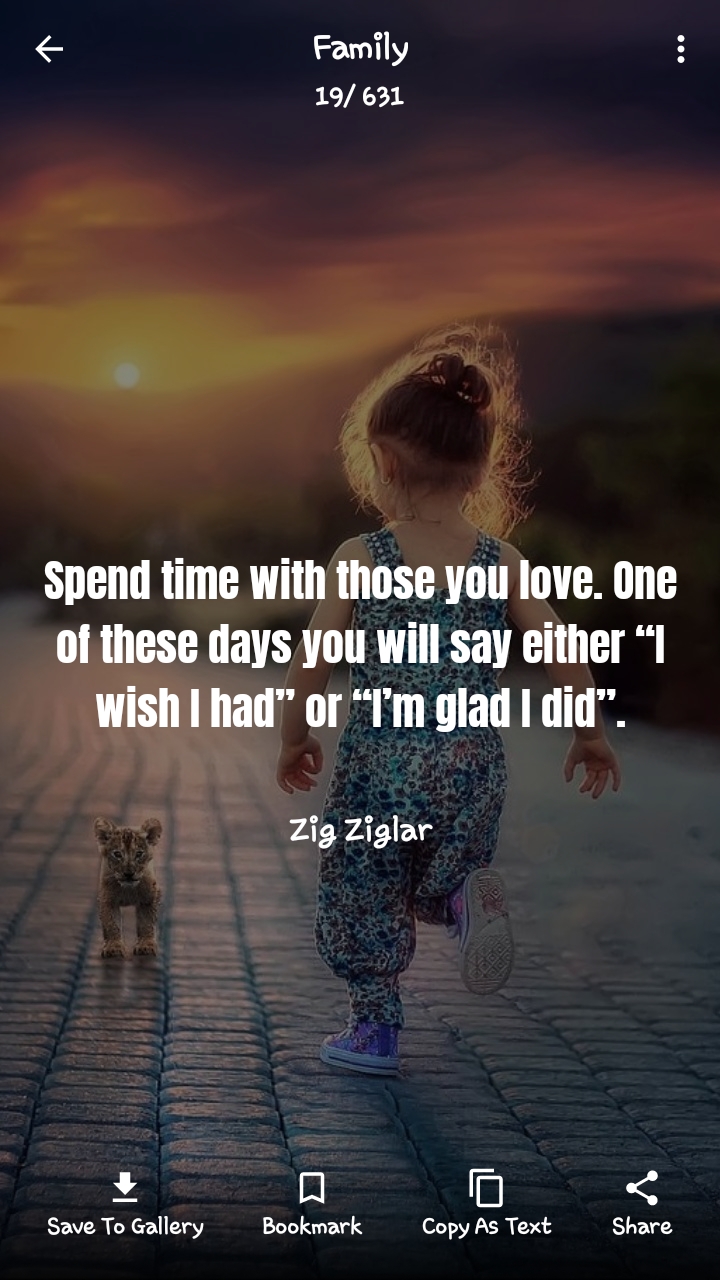 Family
19/ 631
Spend time with those you love. One
of these days you will say either “I
wish I had” or “I’m glad I did”.
Zig Ziglar
Save To Gallery
Bookmark
Copy As Text
Share